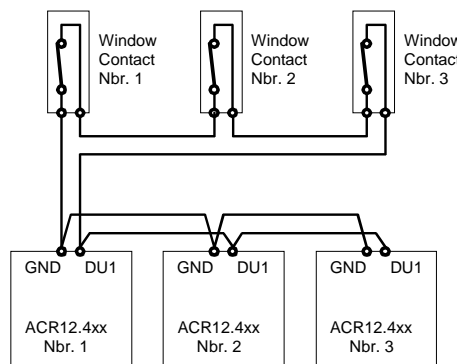 Window
Contact
Nbr. 1
Window
Contact
Nbr. 2
Window
Contact
Nbr. 3
GND DU1
ACR12.4xx
Nbr. 1
GND DU1
ACR12.4xx
Nbr. 2
GND DU1
ACR12.4xx
Nbr. 3